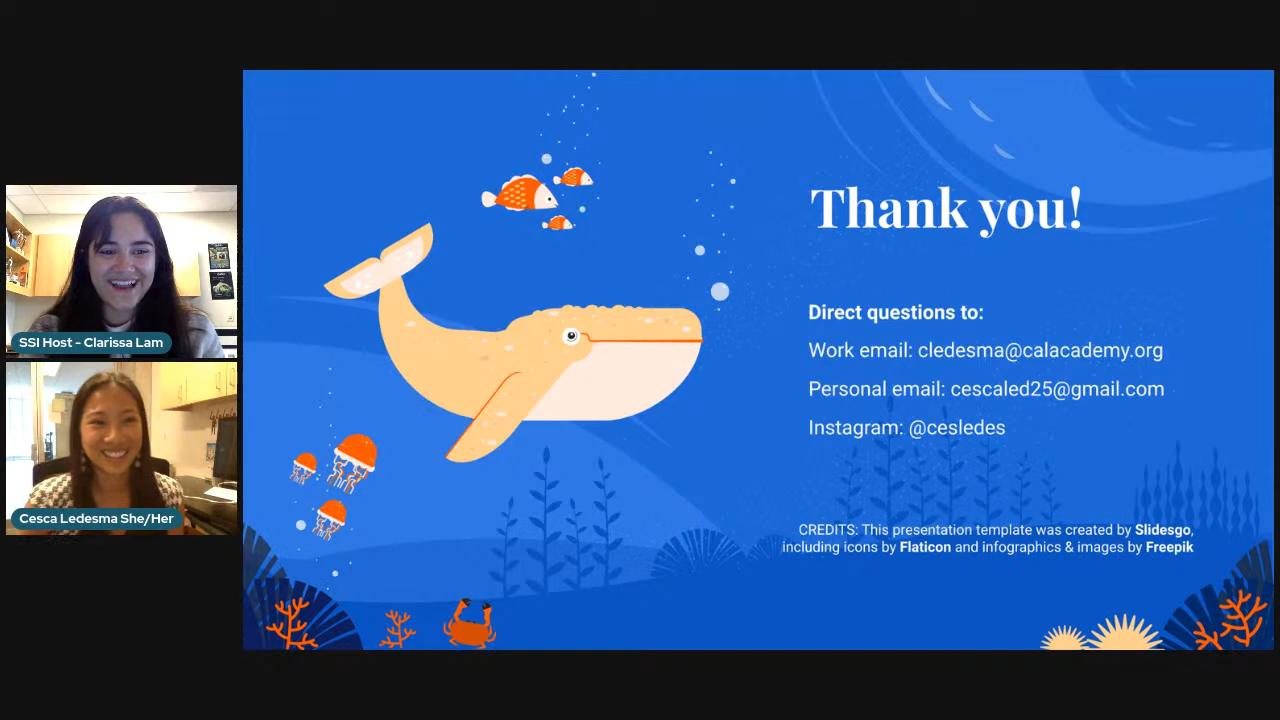 SSI Host - Clarissa Lam
Cesca Ledesma She/Her
Thank you!
Direct questions to:
Work email: cledesma@calacademy.org
Personal email: cescaled25@gmail.com
Instagram: @cesledes
CREDITS: This presentation template was created by Slidesgo,
including icons by Flaticon and infographics & images by Freepik